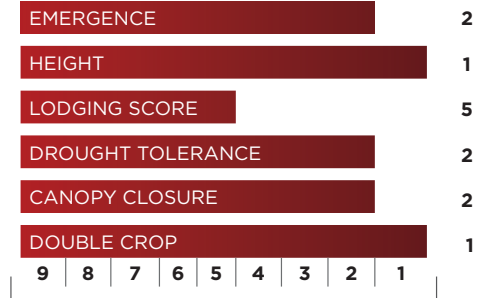 EMERGENCE 2
HEIGHT 1
LODGING SCORE 5
DROUGHT TOLERANCE 2
CANOPY CLOSURE 2
DOUBLE CROP 1
9 8 7 6 5 4 3 2 1